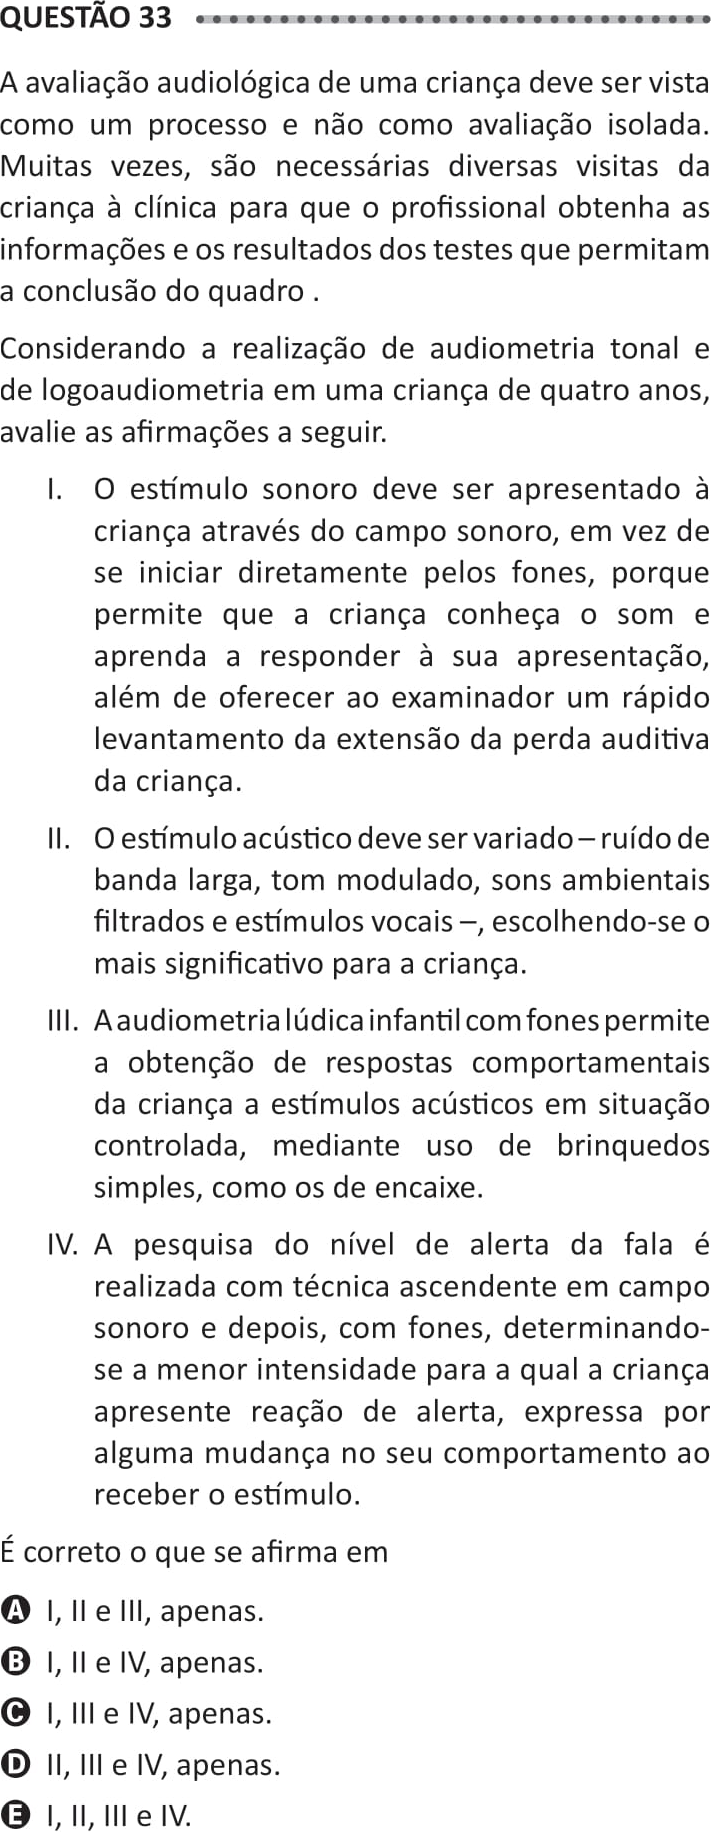 QUESTÃO 33
A avaliação audiológica de uma criança deve ser vista
como um processo e não como avaliação isolada.
Muitas vezes, são necessárias diversas visitas da
criança à clínica para que o profissional obtenha as
informações e os resultados dos testes que permitam
a conclusão do quadro .
Considerando a realização de audiometria tonal e
de logoaudiometria em uma criança de quatro anos,
avalie as afirmações a seguir.
I. O estímulo sonoro deve ser apresentado à
criança através do campo sonoro, em vez de
se iniciar diretamente pelos fones, porque
permite que a criança conheça o som e
aprenda a responder à sua apresentação,
além de oferecer ao examinador um rápido
levantamento da extensão da perda auditiva
da criança.
II. O estímulo acústico deve ser variado – ruído de
banda larga, tom modulado, sons ambientais
filtrados e estímulos vocais –, escolhendo-se o
mais significativo para a criança.
III. A audiometria lúdica infantil com fones permite
a obtenção de respostas comportamentais
da criança a estímulos acústicos em situação
controlada, mediante uso de brinquedos
simples, como os de encaixe.
IV. A pesquisa do nível de alerta da fala é
realizada com técnica ascendente em campo
sonoro e depois, com fones, determinando-
se a menor intensidade para a qual a criança
apresente reação de alerta, expressa por
alguma mudança no seu comportamento ao
receber o estímulo.
É correto o que se afirma em
A I, II e III, apenas.
B I, II e IV, apenas.
C I, III e IV, apenas.
D II, III e IV, apenas.
E I, II, III e IV.